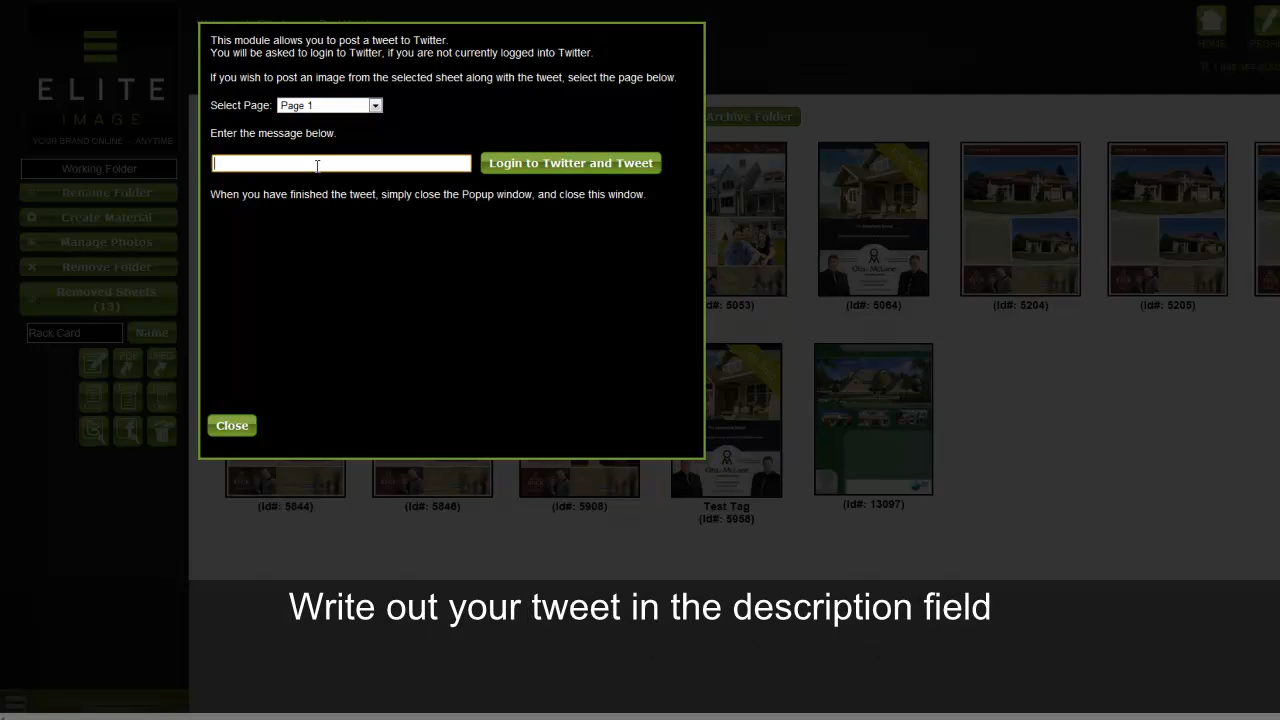 This module allows you to post a tweet to Twitter.
You will be asked to login to Twitter, if you are not currently logged into Twitter.
If you wish to post an image from the selected sheet along with the tweet, select the page below.
Select Page: Page 1
Enter the message below.
Login to Twitter and Tweet
When you have finished the tweet, simply close the Popup window, and close this window.
Close
ELITE
IMAGE
YOUR BRAND ONLINE ANYTIME
Working Folder
Rename Folder
Create Material
Manage Photos
Remove Folder
Removed Sheets
(13)
Rack Card Name
HOME
Archive Folder
(Id#: 5053) (Id#: 5064) (Id#: 5204) (Id#: 5205)
(Id#: 5844) (Id#: 5846) (Id#: 5908) Test Tag (Id#: 13097)
(Id#: 5958)
Write out your tweet in the description field